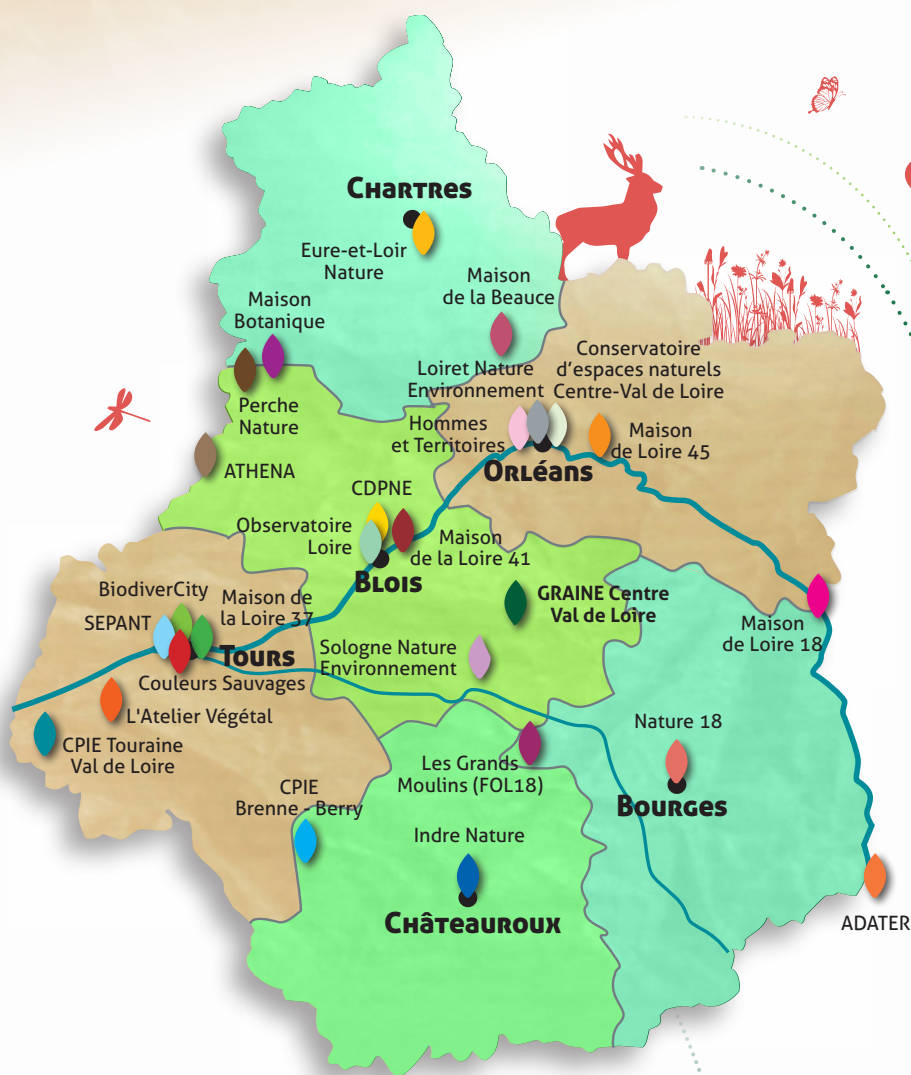 Chartres
Eure-et-Loir
Nature
Maison
de la Beauce
Maison
Botanique
Loiret Nature
Environnement
Conservatoire
d'espaces naturels
Centre-Val de Loire
Perche
Nature
Hommes
et Territoires
Maison
de Loire 45
ATHENA
Orléans
CDPNE
Observatoire
Loire
Maison
de la Loire 41
Blois
BiodiverCity
Maison de
la Loire 37
GRAINE Centre
Val de Loire
SEPANT
Maison
de Loire 18
Tours
Sologne Nature
Environnement
Couleurs Sauvages
L'Atelier Végétal
Nature 18
CPIE Touraine
Val de Loire
Les Grands
Moulins (FOL18)
CPIE
Brenne - Berry
Bourges
Indre Nature
Châteauroux
ADATER